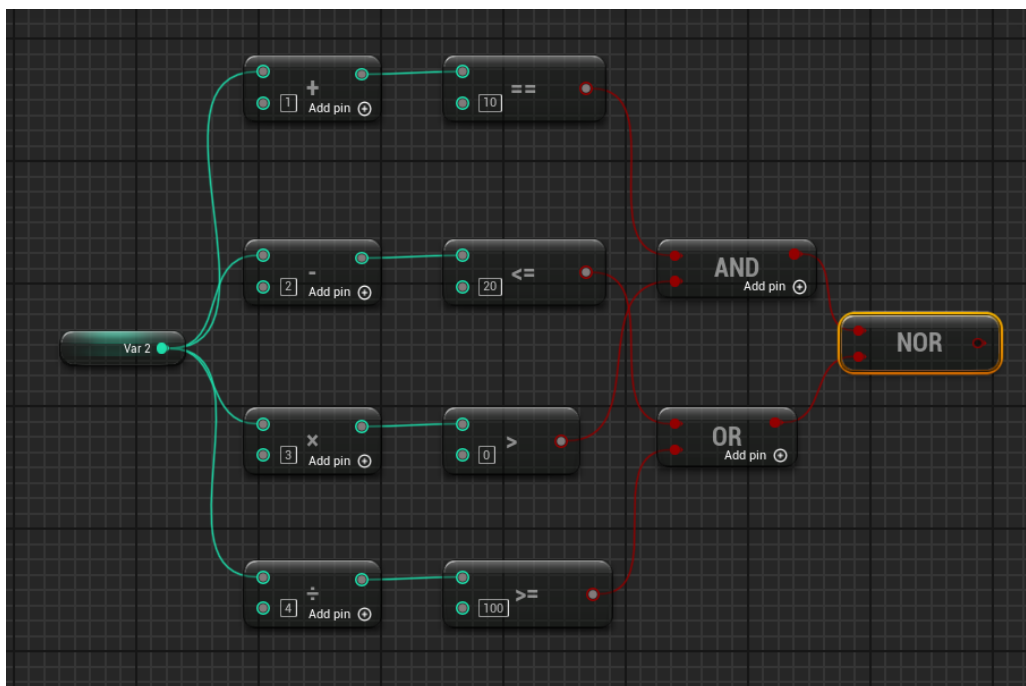 +
1
Add pin
10
==
-
2
Add pin
20
<=
AND
Add pin
Var 2
NOR
×
3
Add pin
0
>
OR
Add pin
÷
4
Add pin
100
>=